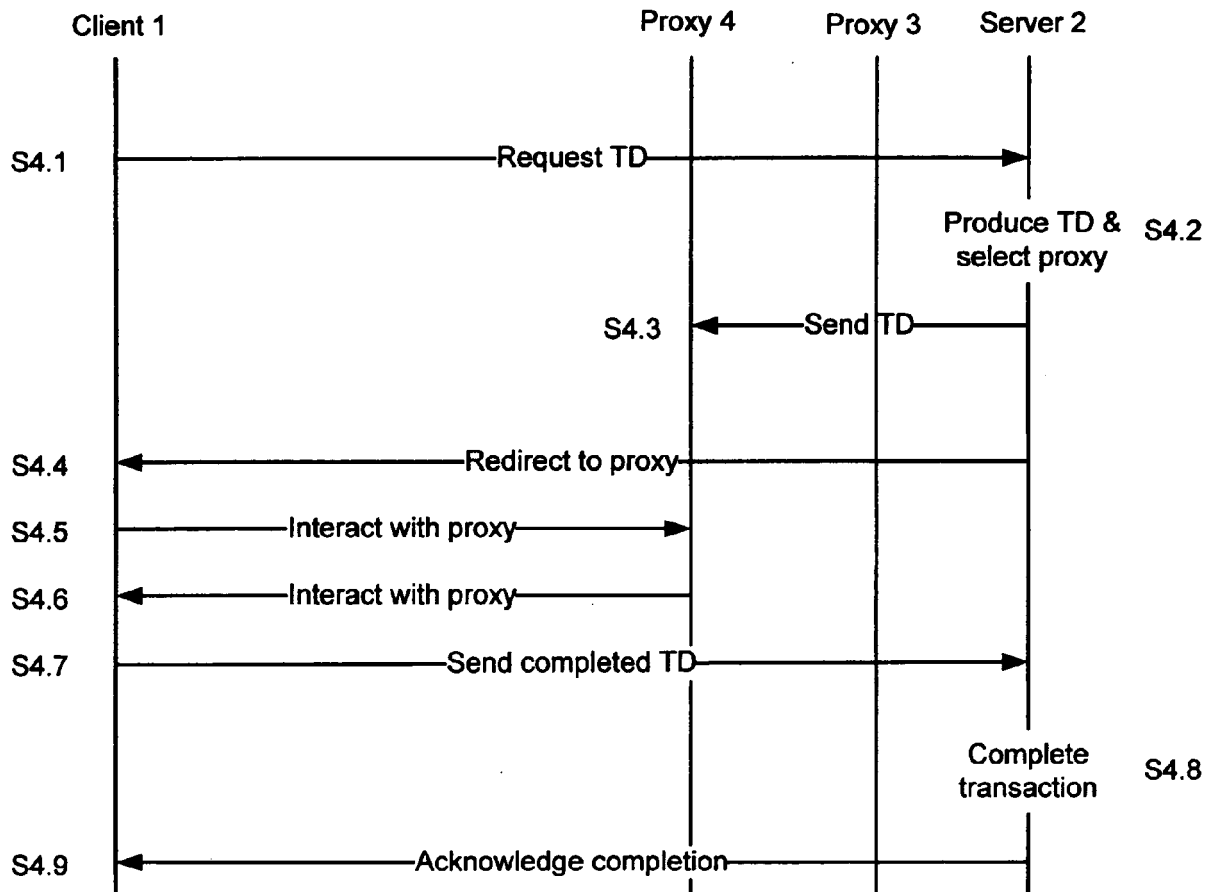 Client 1 Proxy 4 Proxy 3 Server 2
S4.1 Request TD
Produce TD & S4.2
select proxy
S4.3 Send TD
S4.4 Redirect to proxy
S4.5 Interact with proxy
S4.6 Interact with proxy
S4.7 Send completed TD
Complete S4.8
transaction
S4.9 Acknowledge completion